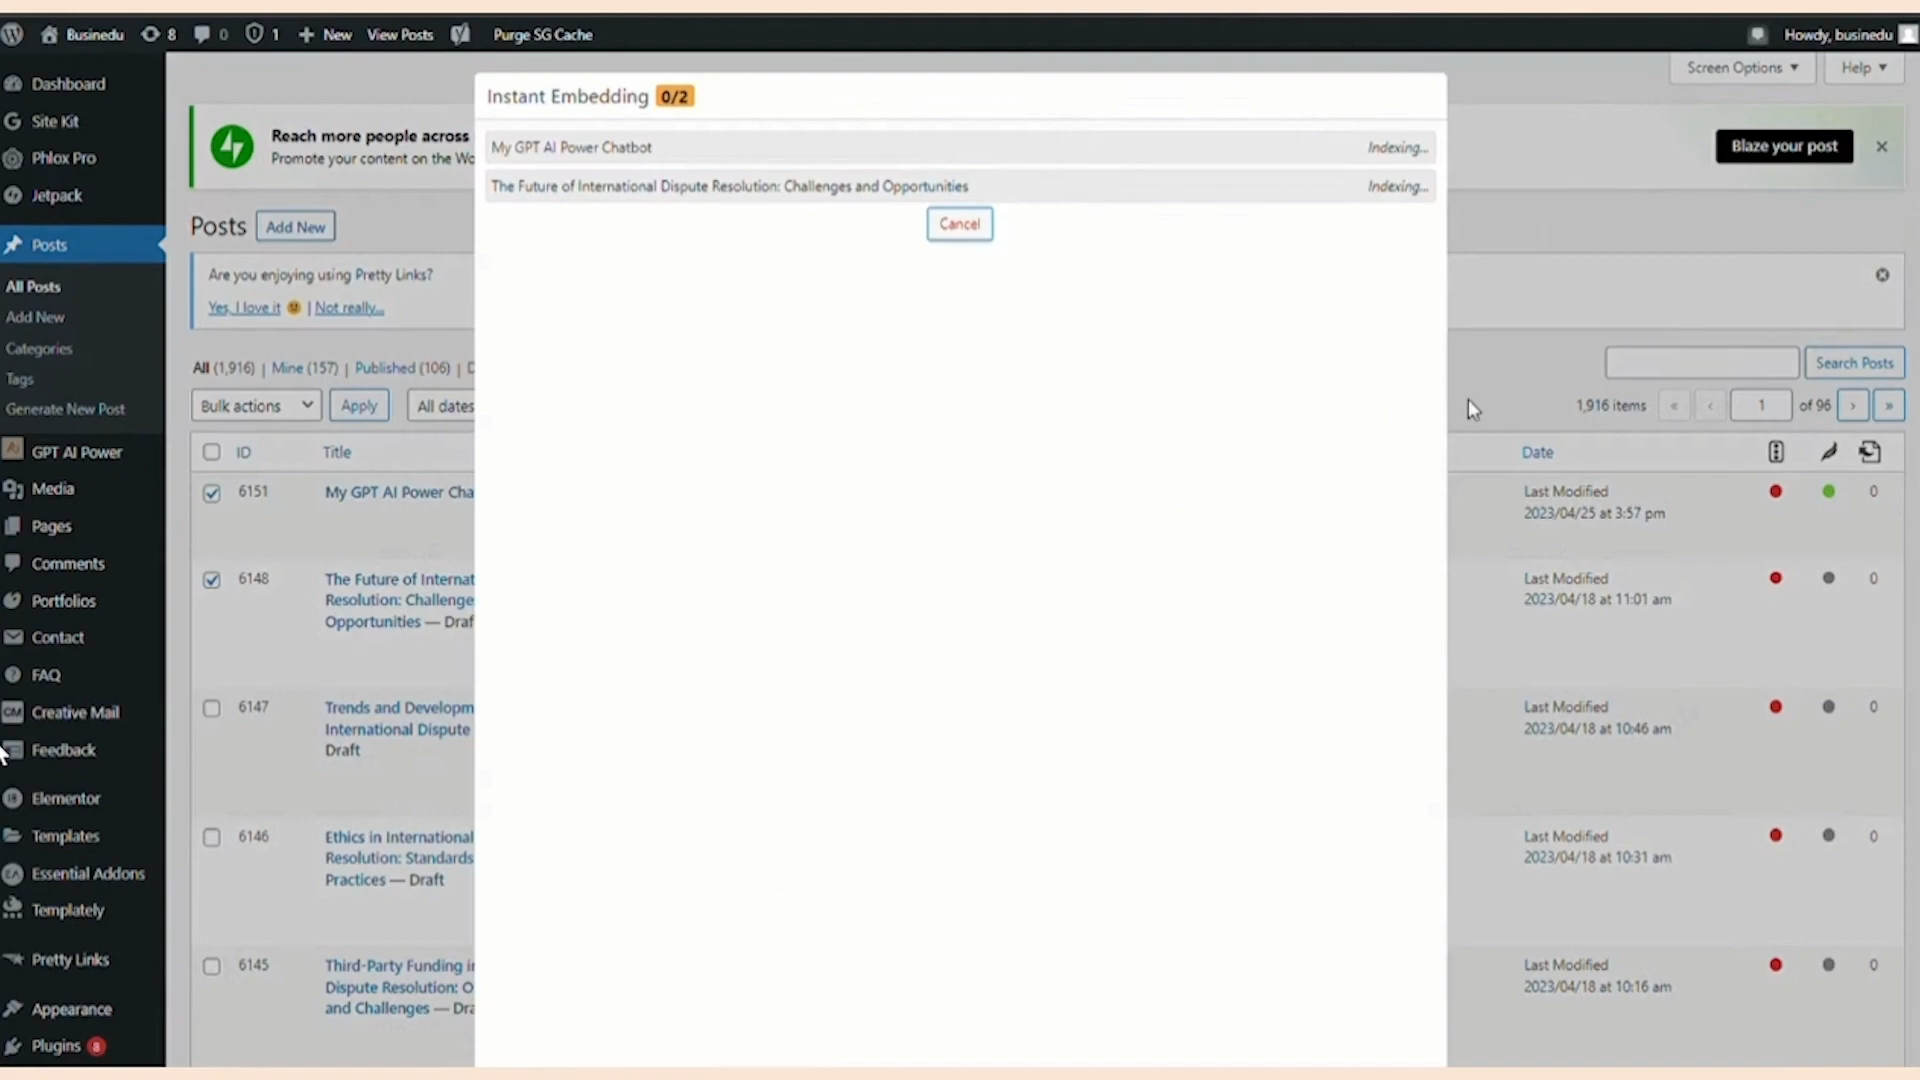 Businedu 8 0 1 + New View Posts Purge SG Cache Howdy, businedu
Screen Options Help
Dashboard
Site Kit
Phlox Pro
Jetpack
Posts
All Posts
Add New
Categories
Tags
Generate New Post
GPT AI Power
Media
Pages
Comments
Portfolios
Contact
FAQ
Creative Mail
Feedback
Elementor
Templates
Essential Addons
Templately
Pretty Links
Appearance
Plugins 8
Instant Embedding 0/2
My GPT AI Power Chatbot Indexing...
The Future of International Dispute Resolution: Challenges and Opportunities Indexing...
Cancel
Reach more people across
Promote your content on the Wo
Blaze your post
Posts Add New
Are you enjoying using Pretty Links?
Yes, I love it | Not really...
All (1,916) | Mine (157) | Published (106) | D
Search Posts
Bulk actions Apply All dates
1,916 items « ‹ 1 of 96 › »
ID Title Date
6151 My GPT AI Power Cha Last Modified 0
2023/04/25 at 3:57 pm
6148 The Future of Internat Last Modified 0
Resolution: Challenge 2023/04/18 at 11:01 am
Opportunities — Draf
6147 Trends and Developm Last Modified 0
International Dispute 2023/04/18 at 10:46 am
Draft
6146 Ethics in International Last Modified 0
Resolution: Standards 2023/04/18 at 10:31 am
Practices — Draft
6145 Third-Party Funding in Last Modified 0
Dispute Resolution: O 2023/04/18 at 10:16 am
and Challenges — Dra